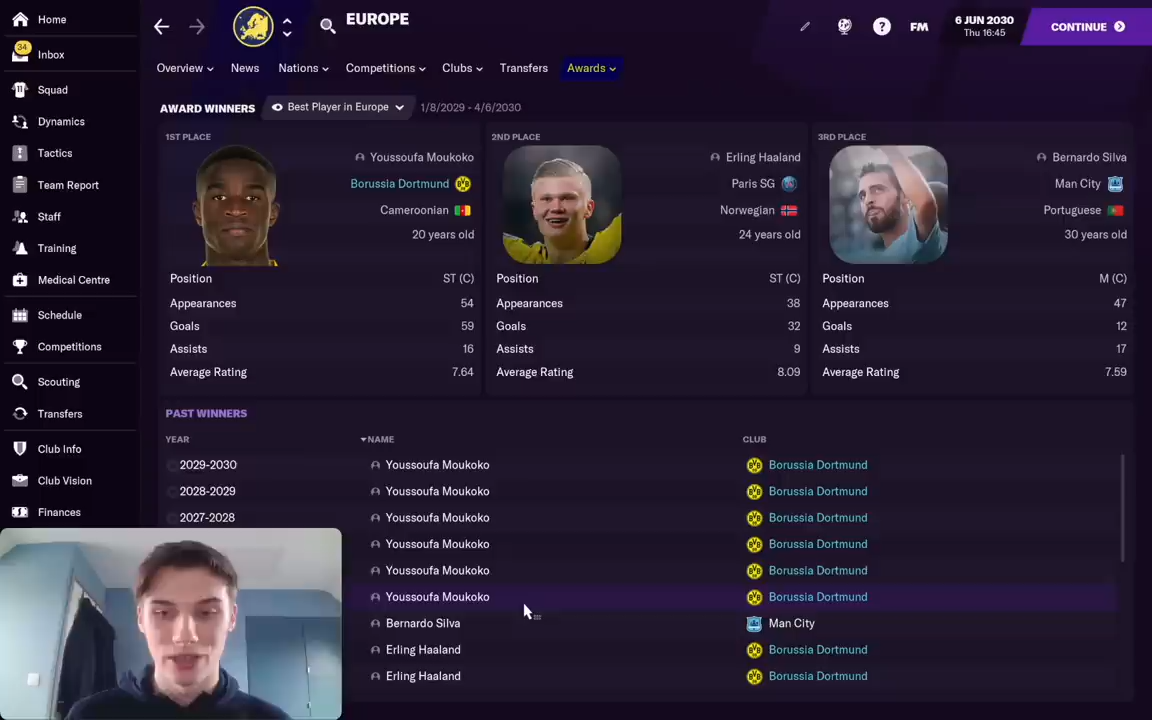 Home
34
Inbox
Squad
Dynamics
Tactics
Team Report
Staff
Training
Medical Centre
Schedule
Competitions
Scouting
Transfers
Club Info
Club Vision
Finances
EUROPE
FM
6 JUN 2030
Thu 16:45
CONTINUE
Overview News Nations Competitions Clubs Transfers Awards
AWARD WINNERS Best Player in Europe 1/8/2029 - 4/6/2030
1ST PLACE
Youssoufa Moukoko
Borussia Dortmund
Cameroonian
20 years old
Position ST (C)
Appearances 54
Goals 59
Assists 16
Average Rating 7.64
2ND PLACE
Erling Haaland
Paris SG
Norwegian
24 years old
Position ST (C)
Appearances 38
Goals 32
Assists 9
Average Rating 8.09
3RD PLACE
Bernardo Silva
Man City
Portuguese
30 years old
Position M (C)
Appearances 47
Goals 12
Assists 17
Average Rating 7.59
PAST WINNERS
YEAR NAME CLUB
2029-2030 Youssoufa Moukoko BVB Borussia Dortmund
2028-2029 Youssoufa Moukoko BVB Borussia Dortmund
2027-2028 Youssoufa Moukoko BVB Borussia Dortmund
Youssoufa Moukoko BVB Borussia Dortmund
Youssoufa Moukoko BVB Borussia Dortmund
Youssoufa Moukoko BVB Borussia Dortmund
Bernardo Silva Man City
Erling Haaland BVB Borussia Dortmund
Erling Haaland BVB Borussia Dortmund